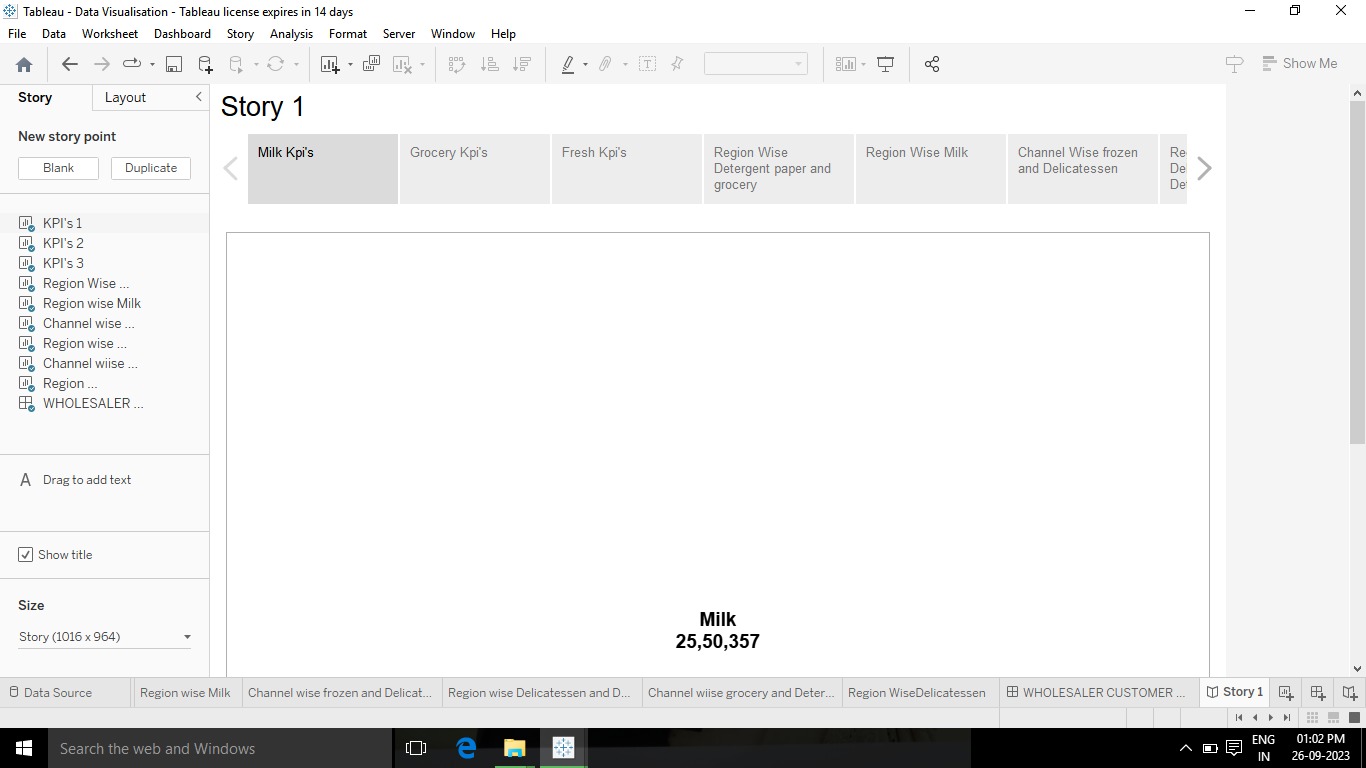 Tableau - Data Visualisation - Tableau license expires in 14 days
File Data Worksheet Dashboard Story Analysis Format Server Window Help
Show Me
Story Layout
New story point
Blank Duplicate
KPI's 1
KPI's 2
KPI's 3
Region Wise ...
Region wise Milk
Channel wise ...
Region wise ...
Channel wiise ...
Region ...
WHOLESALER ...
A Drag to add text
Show title
Size
Story (1016 x 964)
Story 1
Milk Kpi's
Grocery Kpi's
Fresh Kpi's
Region Wise
Detergent paper and
grocery
Region Wise Milk
Channel Wise frozen
and Delicatessen
Milk
25,50,357
Data Source Region wise Milk Channel wise frozen and Delicat... Region wise Delicatessen and D... Channel wiise grocery and Deter... Region WiseDelicatessen WHOLESALER CUSTOMER ... Story 1
Search the web and Windows
ENG
IN
01:02 PM
26-09-2023